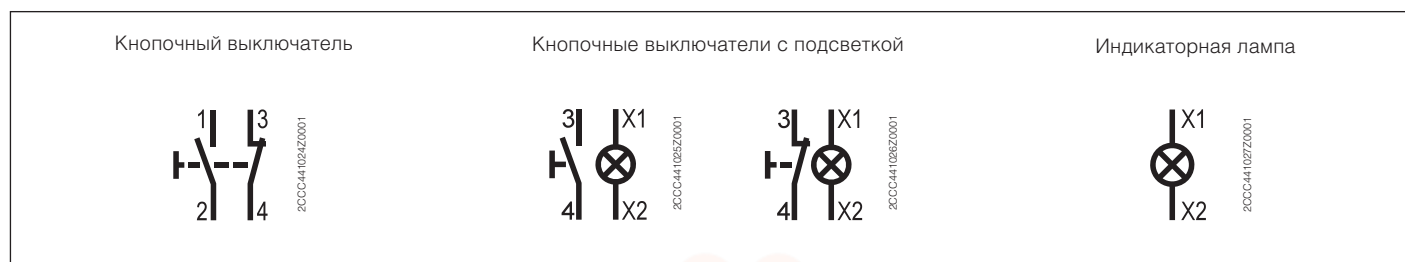 Кнопочный выключатель
Кнопочные выключатели с подсветкой
Индикаторная лампа
1 3
2 4
2CCC441024Z0001
3 X1
4 X2
2CCC441025Z0001
3 X1
4 X2
2CCC441026Z0001
X1
X2
2CCC441027Z0001